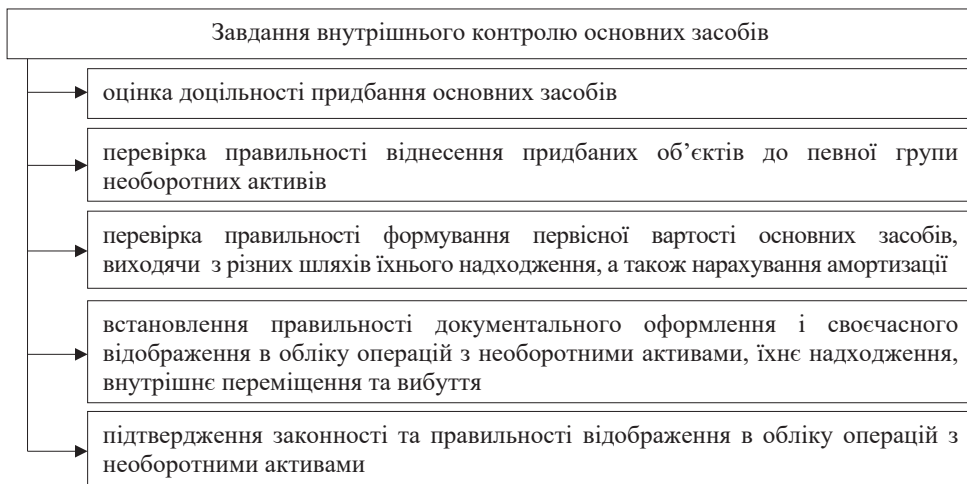 Завдання внутрішнього контролю основних засобів
оцінка доцільності придбання основних засобів
перевірка правильності віднесення придбаних об’єктів до певної групи
необоротних активів
перевірка правильності формування первісної вартості основних засобів,
виходячи з різних шляхів їхнього надходження, а також нарахування амортизації
встановлення правильності документального оформлення і своєчасного
відображення в обліку операцій з необоротними активами, їхнє надходження,
внутрішнє переміщення та вибуття
підтвердження законності та правильності відображення в обліку операцій з
необоротними активами